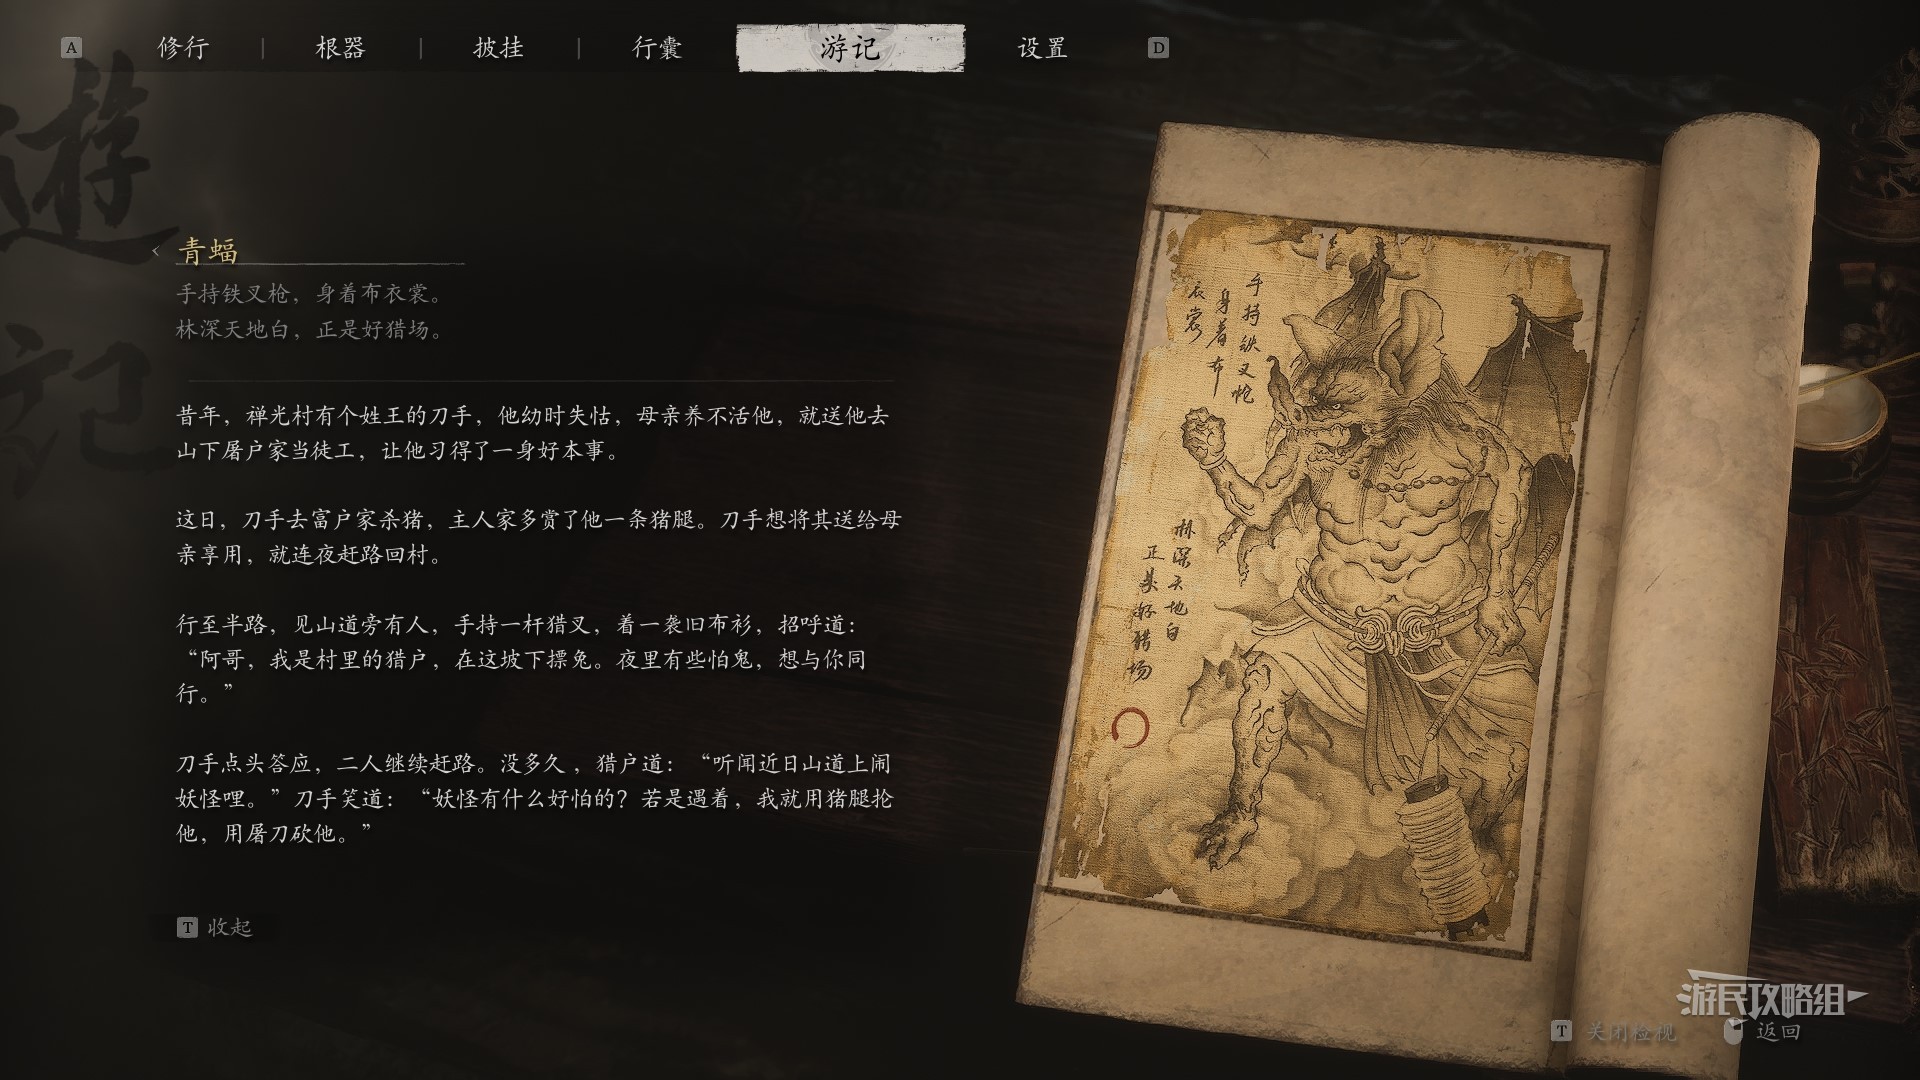 A 修行 | 根器 | 披挂 | 行囊 游记 设置 D
遊記
青蝠
手持铁叉枪，身着布衣裳。
林深天地白，正是好猎场。
昔年，禅光村有个姓王的刀手，他幼时失怙，母亲养不活他，就送他去
山下屠户家当徒工，让他习得了一身好本事。
这日，刀手去富户家杀猪，主人家多赏了他一条猪腿。刀手想将其送给母
亲享用，就连夜赶路回村。
行至半路，见山道旁有人，手持一杆猎叉，着一袭旧布衫，招呼道：
“阿哥，我是村里的猎户，在这坡下摽兔。夜里有些怕鬼，想与你同
行。”
刀手点头答应，二人继续赶路。没多久，猎户道：“听闻近日山道上闹
妖怪哩。”刀手笑道：“妖怪有什么好怕的？若是遇着，我就用猪腿抡
他，用屠刀砍他。”
T 收起
手持铁叉枪
身着布
衣裳
林深天地白
正是好猎场
游民攻略组
T 关闭检视 返回